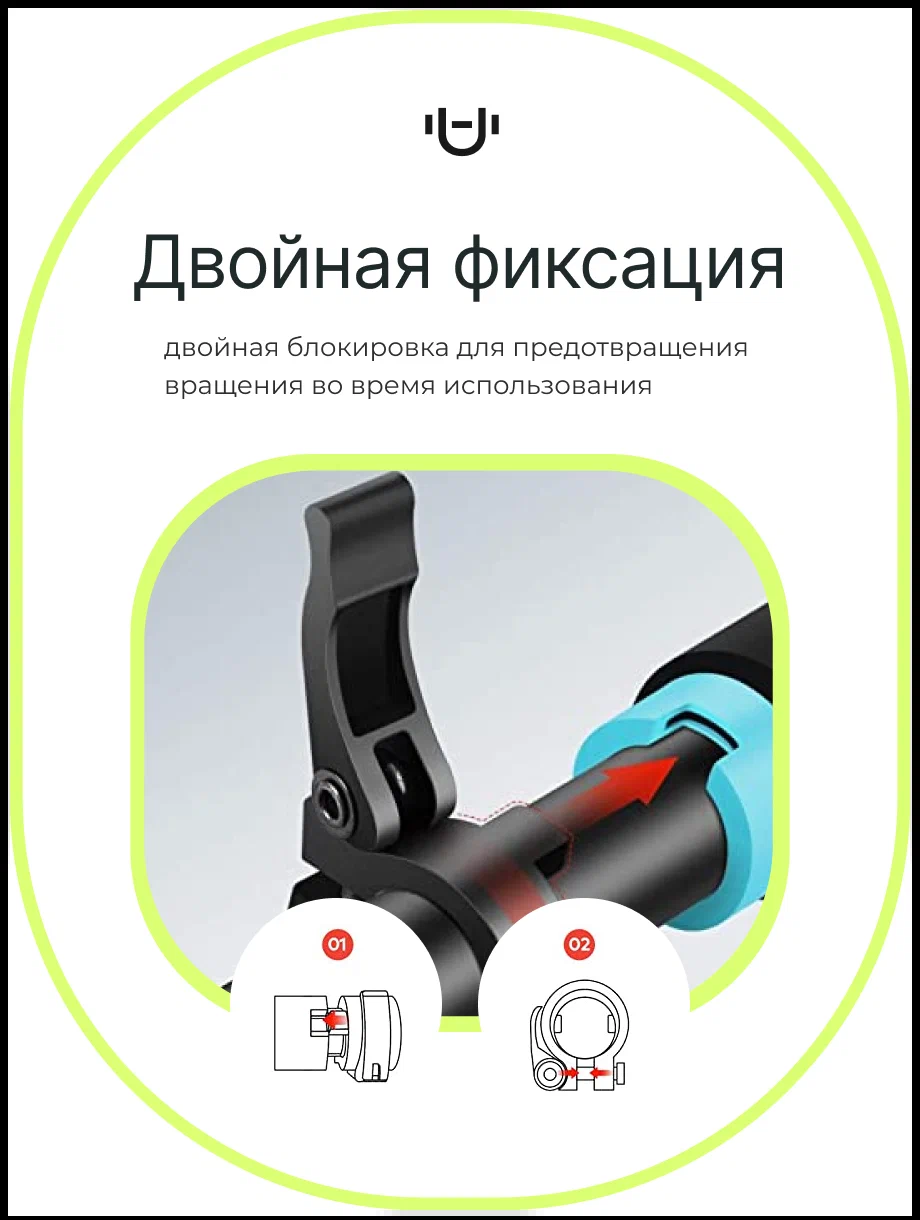 Двойная фиксация
двойная блокировка для предотвращения
вращения во время использования
01
02